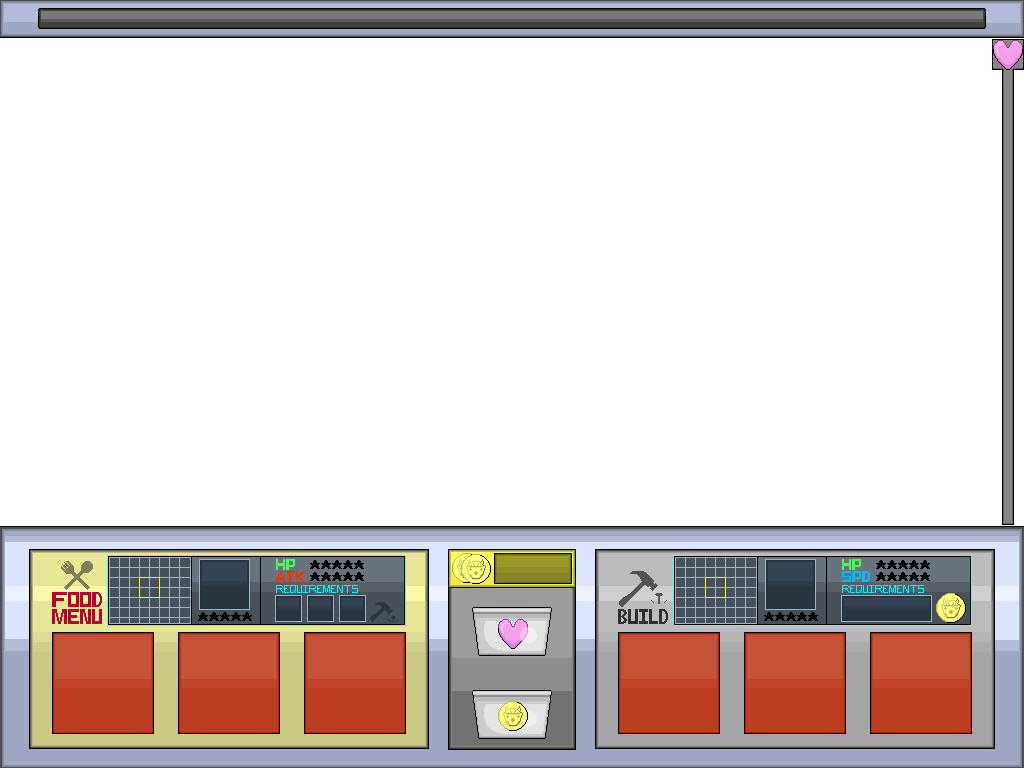 FOOD
MENU
HP
ATK
REQUIREMENTS
BUILD
HP
SPD
REQUIREMENTS